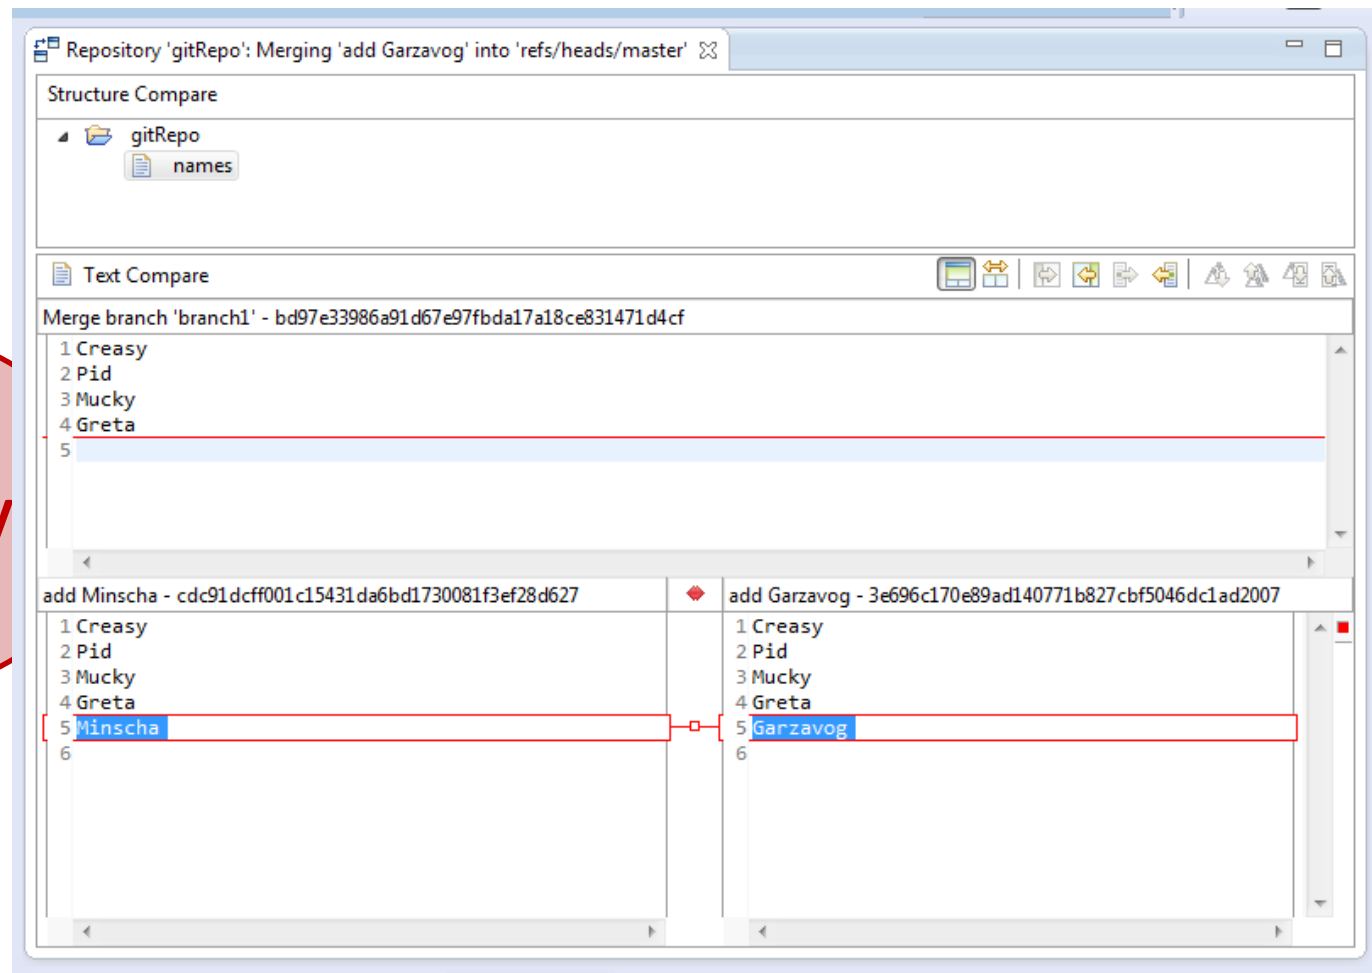 Repository 'gitRepo': Merging 'add Garzavog' into 'refs/heads/master'
Structure Compare
gitRepo
names
Text Compare
Merge branch 'branch1' - bd97e33986a91d67e97fbda17a18ce831471d4cf
1 Creasy
2 Pid
3 Mucky
4 Greta
5
add Minscha - cdc91dcff001c15431da6bd1730081f3ef28d627
1 Creasy
2 Pid
3 Mucky
4 Greta
5 Minscha
6
add Garzavog - 3e696c170e89ad140771b827cbf5046dc1ad2007
1 Creasy
2 Pid
3 Mucky
4 Greta
5 Garzavog
6